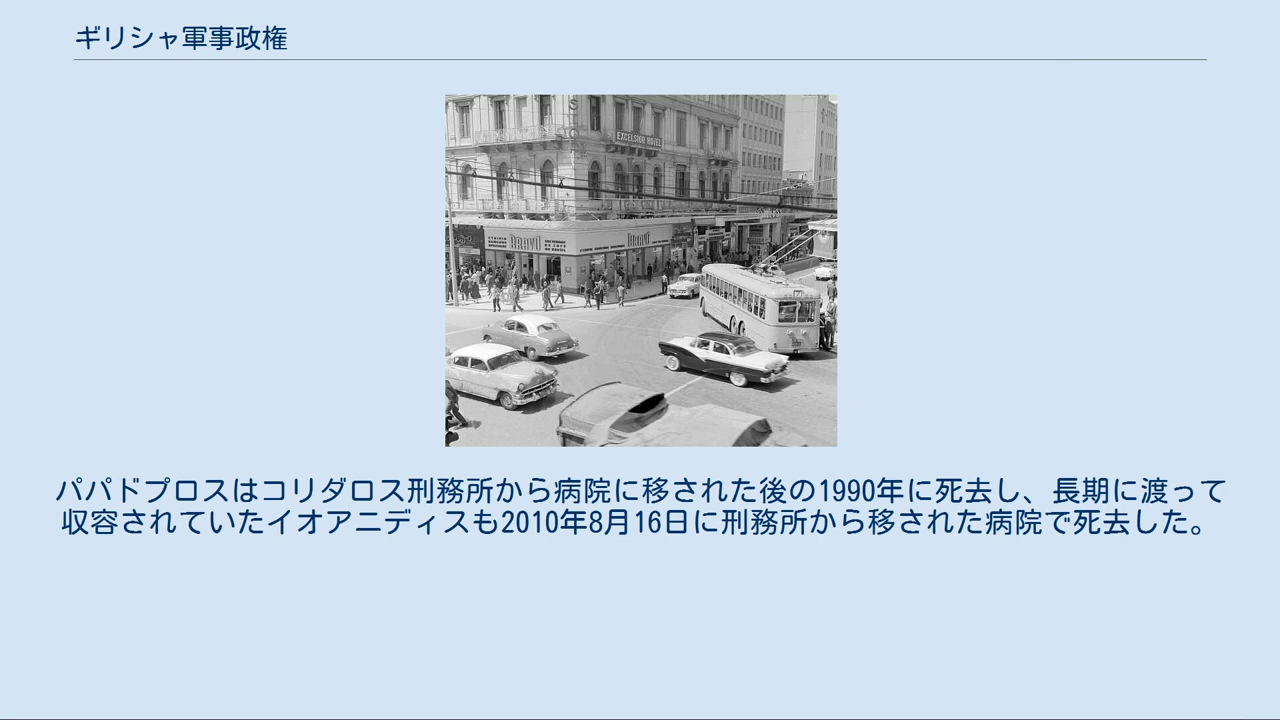 ギリシャ軍事政権
EXCELSIOR HOTEL
BRAVO
BRAVO
パパドプロスはコリダロス刑務所から病院に移された後の1990年に死去し、長期に渡って
収容されていたイオアニディスも2010年8月16日に刑務所から移された病院で死去した。